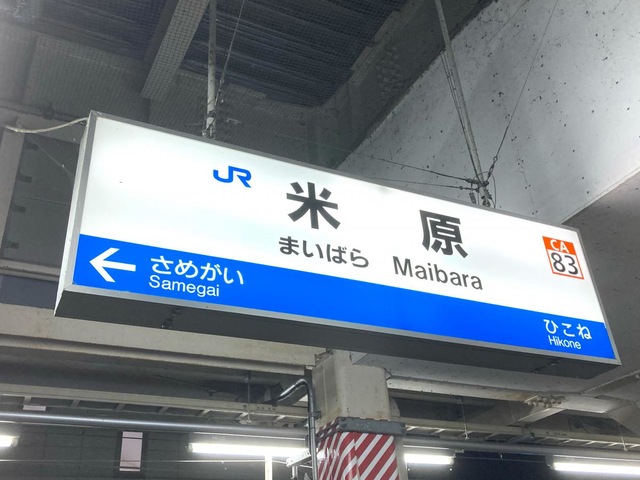 JR
米原
まいばら Maibara
CA
83
← さめがい
Samegai
ひこね
Hikone